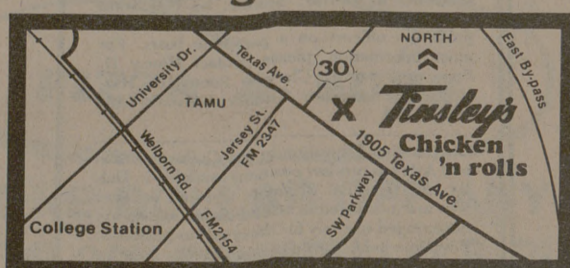 NORTH
30
University Dr.
Texas Ave.
East By-pass
TAMU
X
Tinsley's
Chicken
'n rolls
Jersey St.
FM 2347
1905 Texas Ave.
Welborn Rd.
FM2154
SW Parkway
College Station